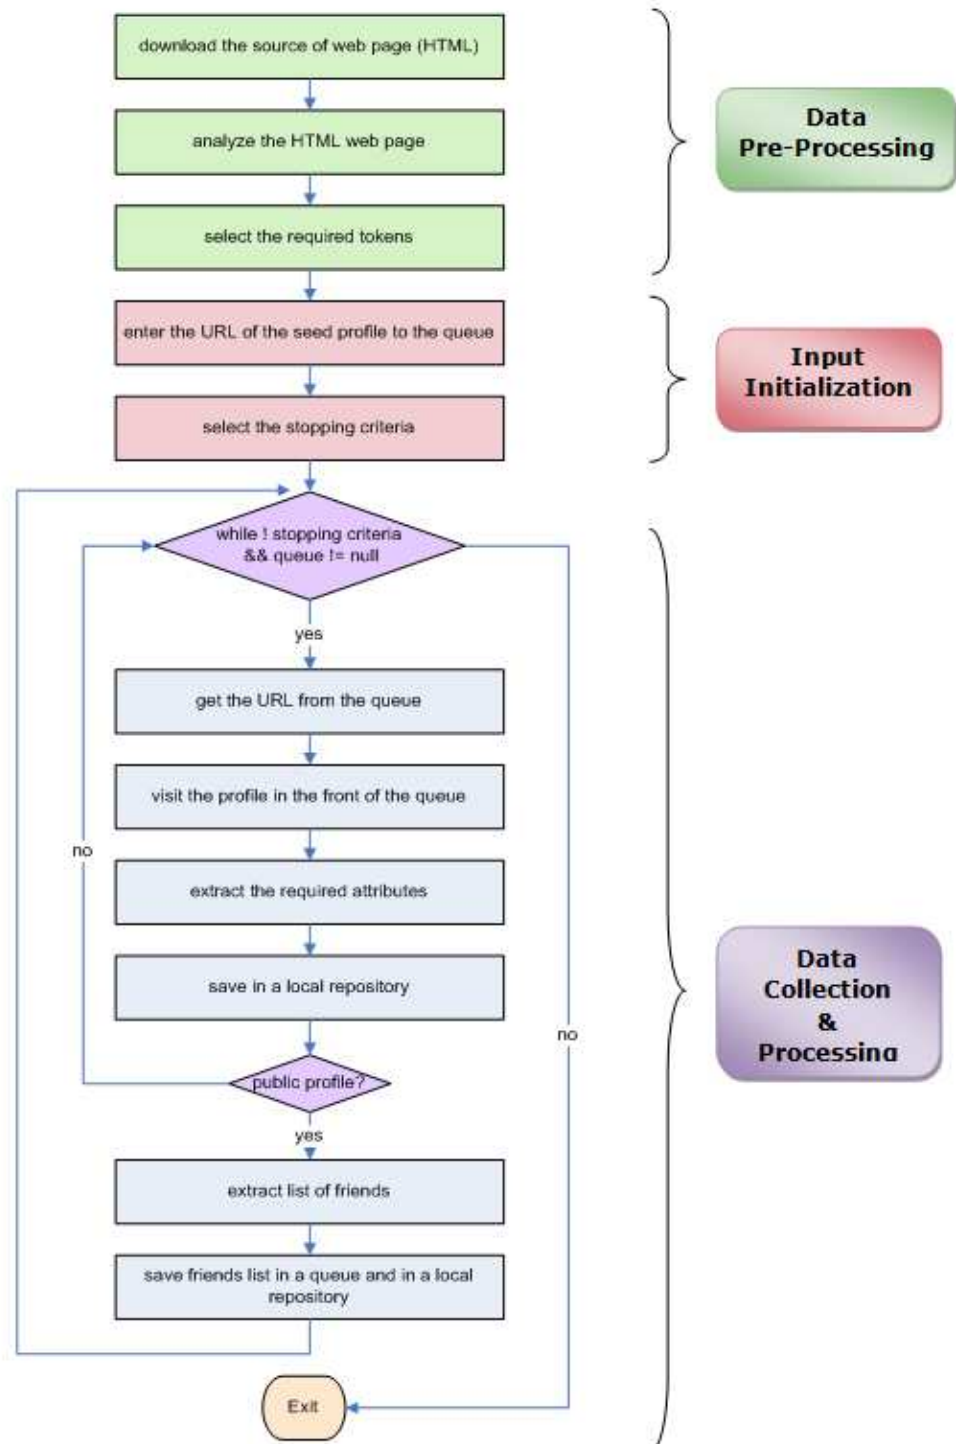 download the source of web page (HTML)
analyze the HTML web page
select the required tokens
Data
Pre-Processing
enter the URL of the seed profile to the queue
select the stopping criteria
Input
Initialization
while ! stopping criteria
&& queue != null
yes
get the URL from the queue
visit the profile in the front of the queue
no
extract the required attributes
save in a local repository
Data
Collection
&
Processing
no
public profile?
yes
extract list of friends
save friends list in a queue and in a local
repository
Exit